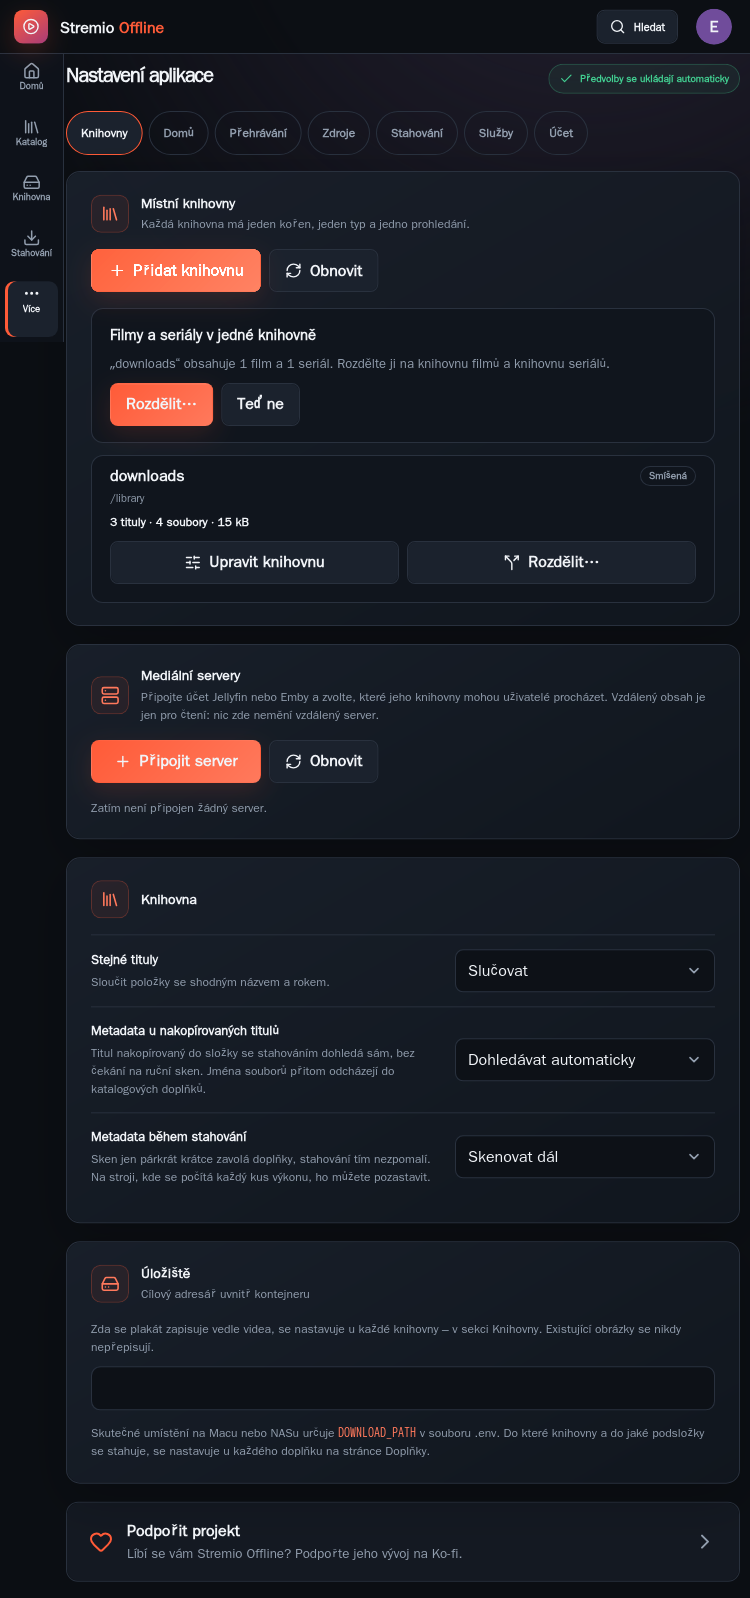 Stremio Offline
Hledat
E
Domů
Katalog
Knihovna
Stahování
Více
Nastavení aplikace
Předvolby se ukládají automaticky
Knihovny
Domů
Přehrávání
Zdroje
Stahování
Služby
Účet
Místní knihovny
Každá knihovna má jeden kořen, jeden typ a jedno prohledání.
Přidat knihovnu
Obnovit
Filmy a seriály v jedné knihovně
„downloads“ obsahuje 1 film a 1 seriál. Rozdělte ji na knihovnu filmů a knihovnu seriálů.
Rozdělit…
Teď ne
downloads
Smíšená
/library
3 tituly · 4 soubory · 15 kB
Upravit knihovnu
Rozdělit…
Mediální servery
Připojte účet Jellyfin nebo Emby a zvolte, které jeho knihovny mohou uživatelé procházet. Vzdálený obsah je
jen pro čtení: nic zde nemění vzdálený server.
Připojit server
Obnovit
Zatím není připojen žádný server.
Knihovna
Stejné tituly
Sloučit položky se shodným názvem a rokem.
Slučovat
Metadata u nakopírovaných titulů
Titul nakopírovaný do složky se stahováním dohledá sám, bez
čekání na ruční sken. Jména souborů přitom odcházejí do
katalogových doplňků.
Dohledávat automaticky
Metadata během stahování
Sken jen párkrát krátce zavolá doplňky, stahování tím nezpomalí.
Na stroji, kde se počítá každý kus výkonu, ho můžete pozastavit.
Skenovat dál
Úložiště
Cílový adresář uvnitř kontejneru
Zda se plakát zapisuje vedle videa, se nastavuje u každé knihovny – v sekci Knihovny. Existující obrázky se nikdy
nepřepisují.
Skutečné umístění na Macu nebo NASu určuje DOWNLOAD_PATH v souboru .env. Do které knihovny a do jaké podsložky
se stahuje, se nastavuje u každého doplňku na stránce Doplňky.
Podpořit projekt
Líbí se vám Stremio Offline? Podpořte jeho vývoj na Ko-fi.